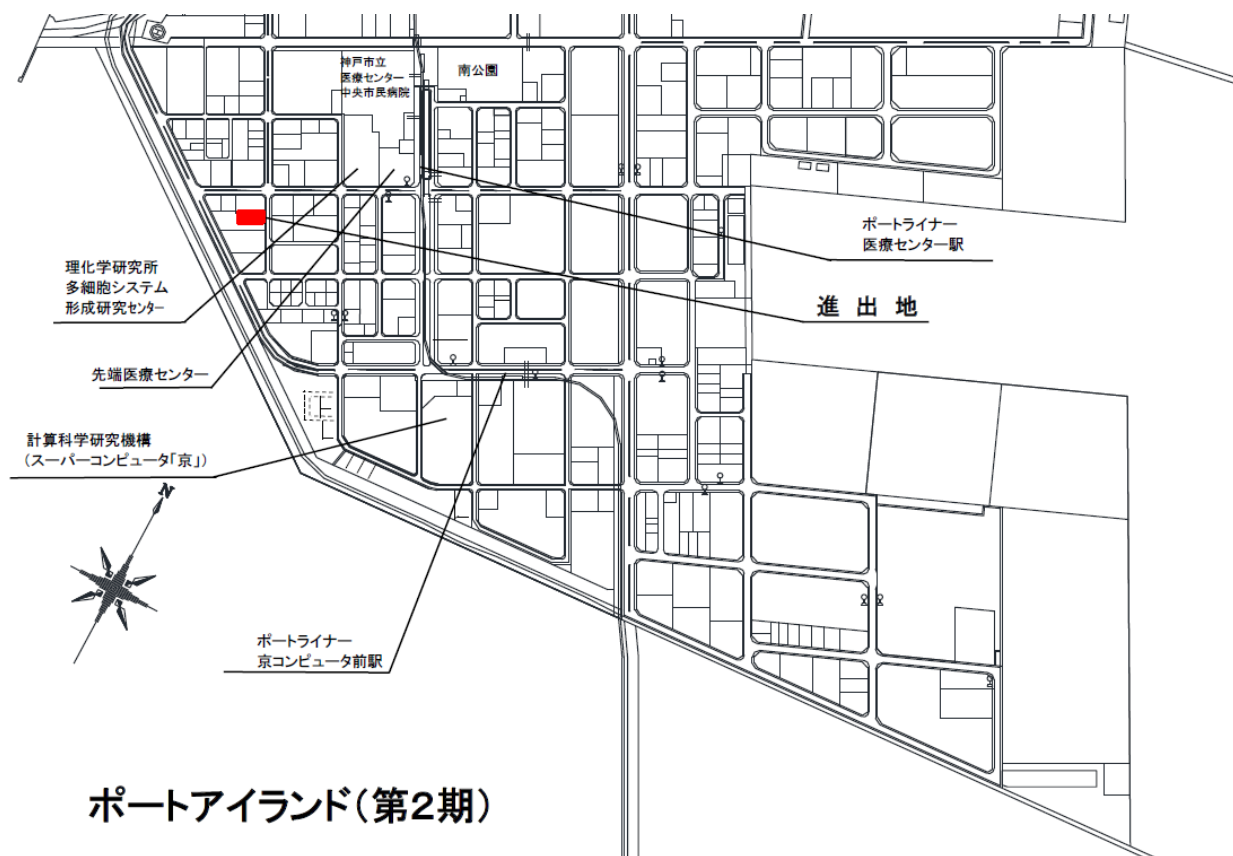 神戸市立
医療センター
中央市民病院
南公園
ポートライナー
医療センター駅
理化学研究所
多細胞システム
形成研究センター
進出地
先端医療センター
計算科学研究機構
(スーパーコンピュータ「京」)
N
ポートライナー
京コンピュータ前駅
ポートアイランド(第2期)